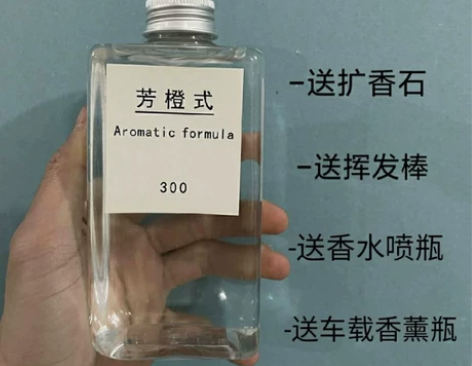 芳橙式
Aromatic formula
300
-送扩香石
-送挥发棒
-送香水喷瓶
-送车载香薰瓶